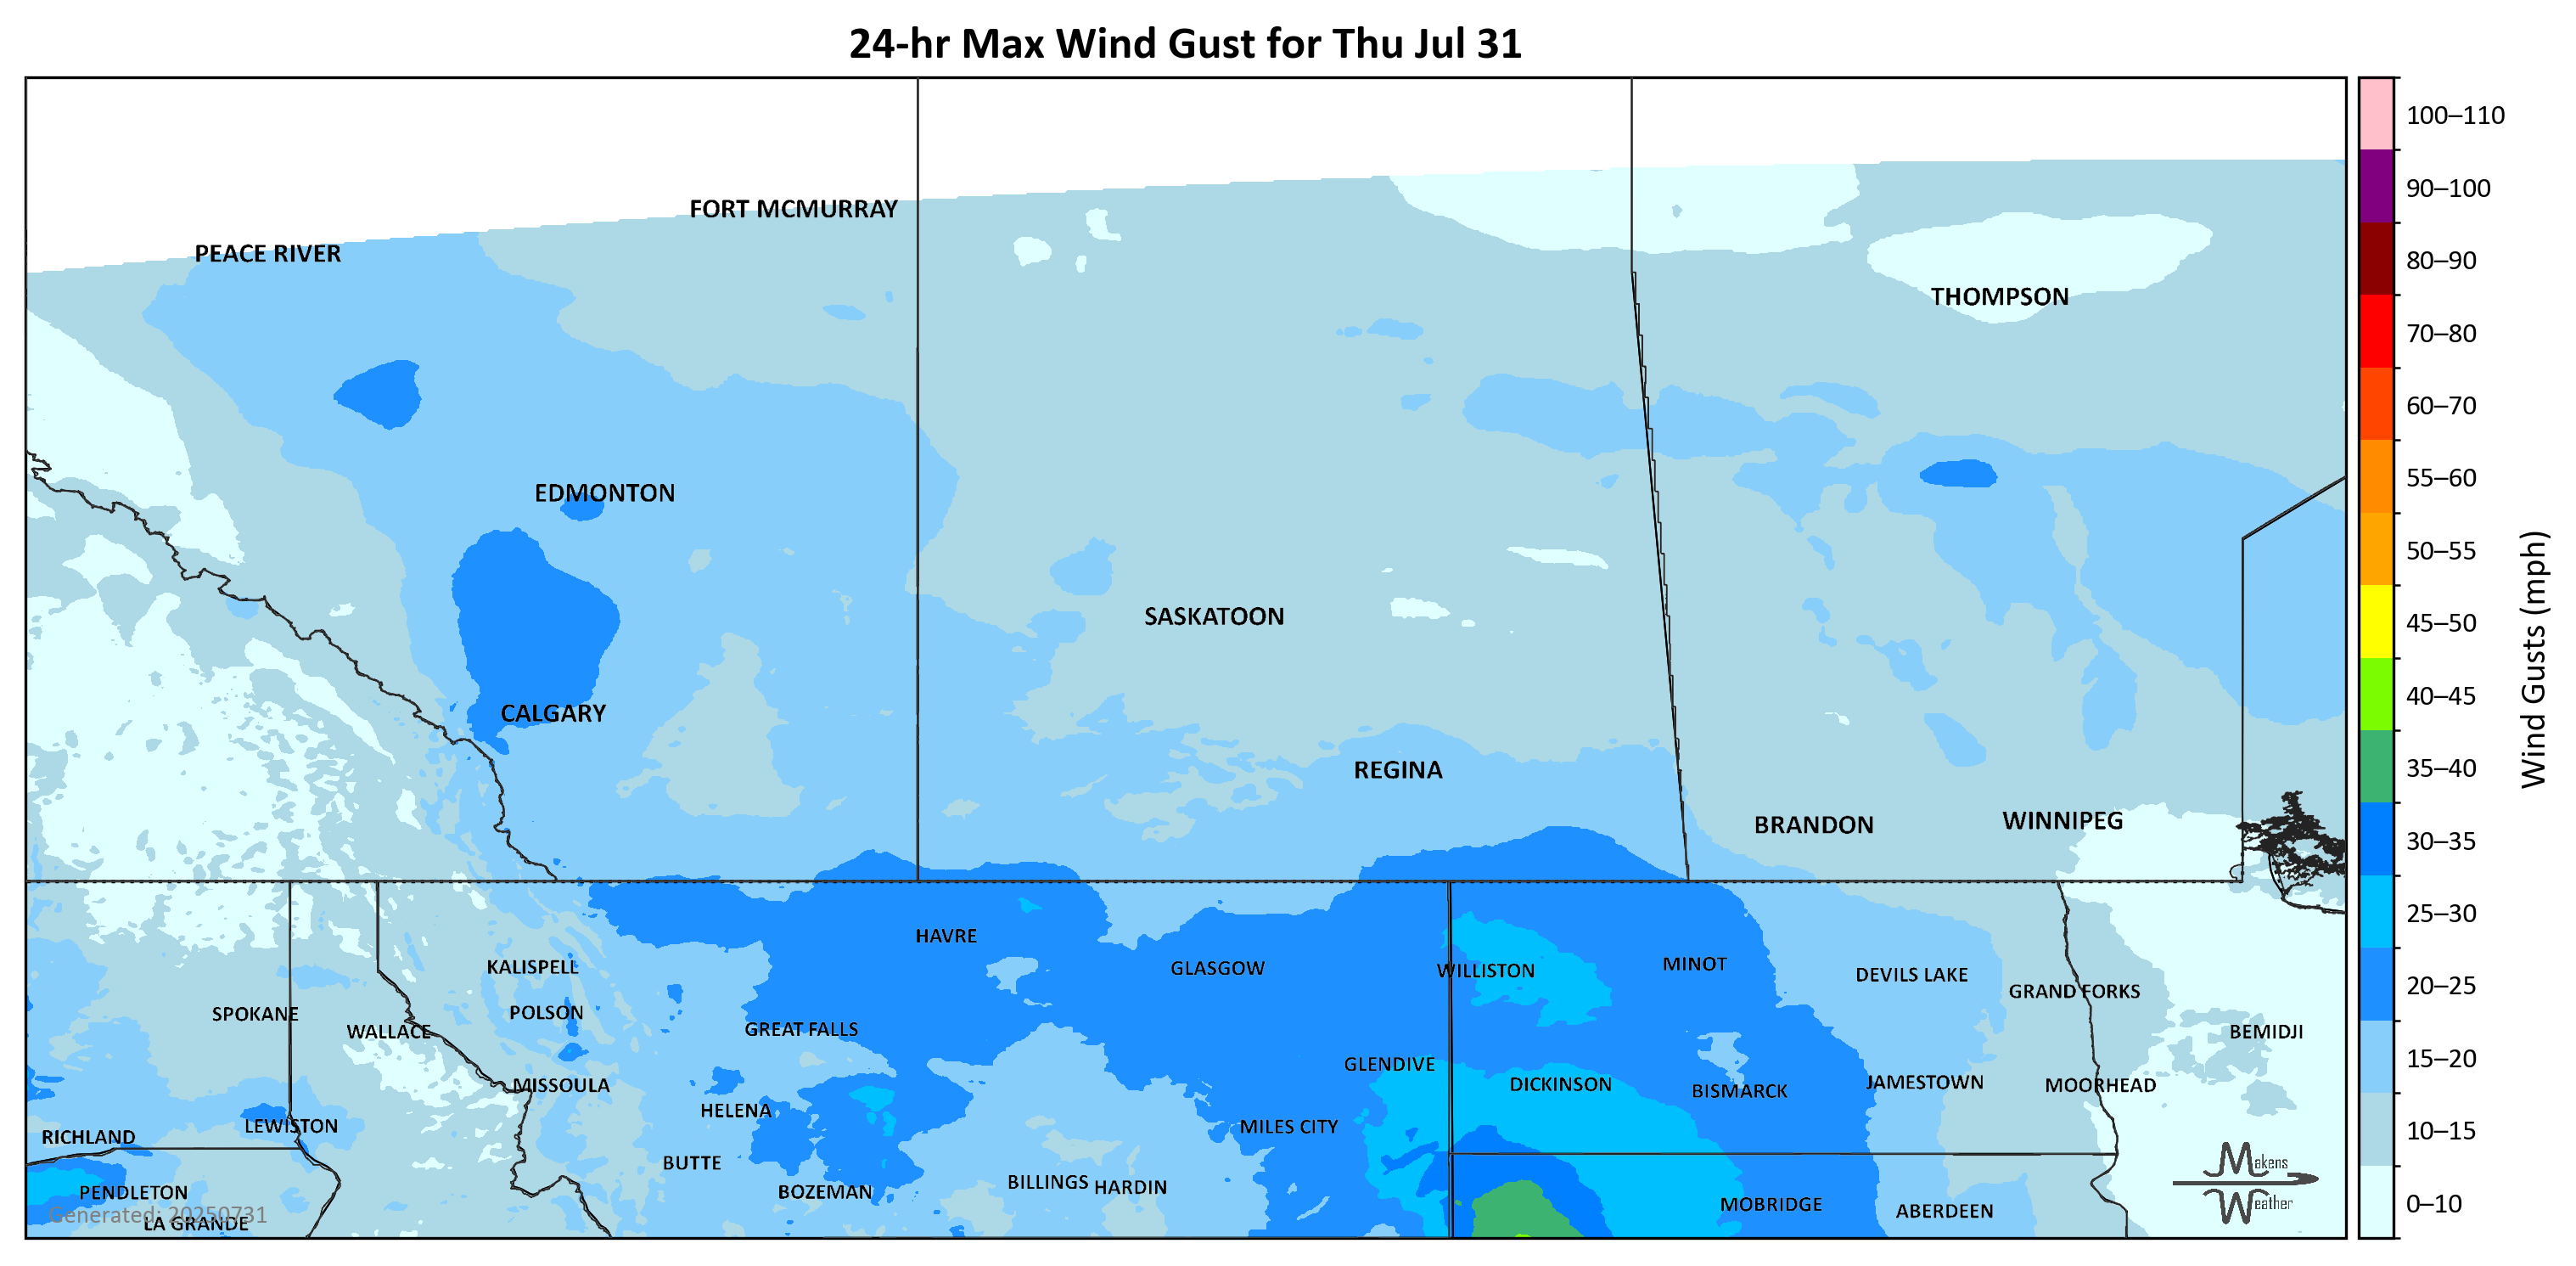 24-hr Max Wind Gust for Thu Jul 31
FORT MCMURRAY
PEACE RIVER
THOMPSON
EDMONTON
SASKATOON
CALGARY
REGINA
WINNIPEG
BRANDON
HAVRE
MINOT
KALISPELL
GLASGOW
WILLISTON
DEVILS LAKE
GRAND FORKS
POLSON
SPOKANE
GREAT FALLS
WALLACE
BEMIDJI
GLENDIVE
DICKINSON
JAMESTOWN
MISSOULA
MOORHEAD
BISMARCK
HELENA
LEWISTON
MILES CITY
RICHLAND
BUTTE
BILLINGS
HARDIN
PENDLETON
BOZEMAN
MOBRIDGE
ABERDEEN
Generated: 20250731
LA GRANDE
Makens
Weather
100–110
90–100
80–90
70–80
60–70
55–60
50–55
45–50
40–45
35–40
30–35
25–30
20–25
15–20
10–15
0–10
Wind Gusts (mph)